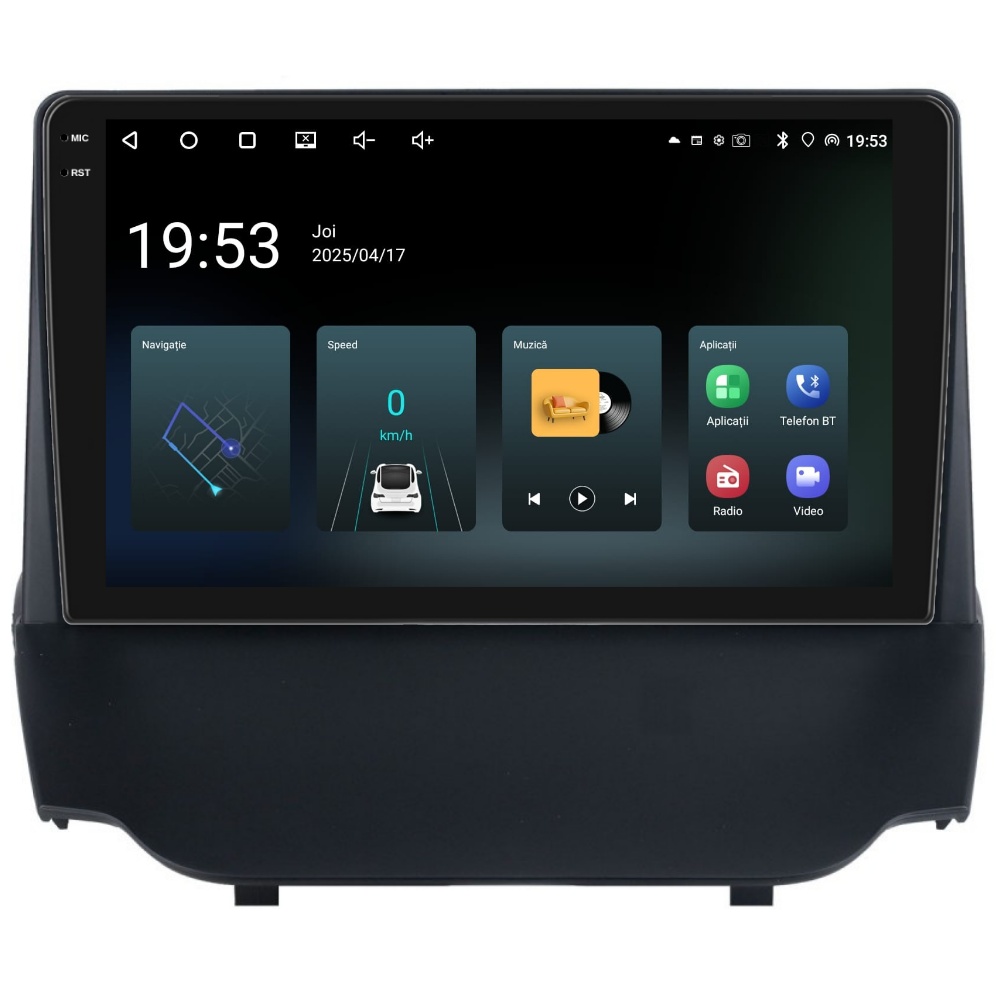 MIC
19:53
RST
19:53
Joi
2025/04/17
Navigație
Speed
Muzică
Aplicații
0
km/h
Aplicații
Telefon BT
Radio
Video